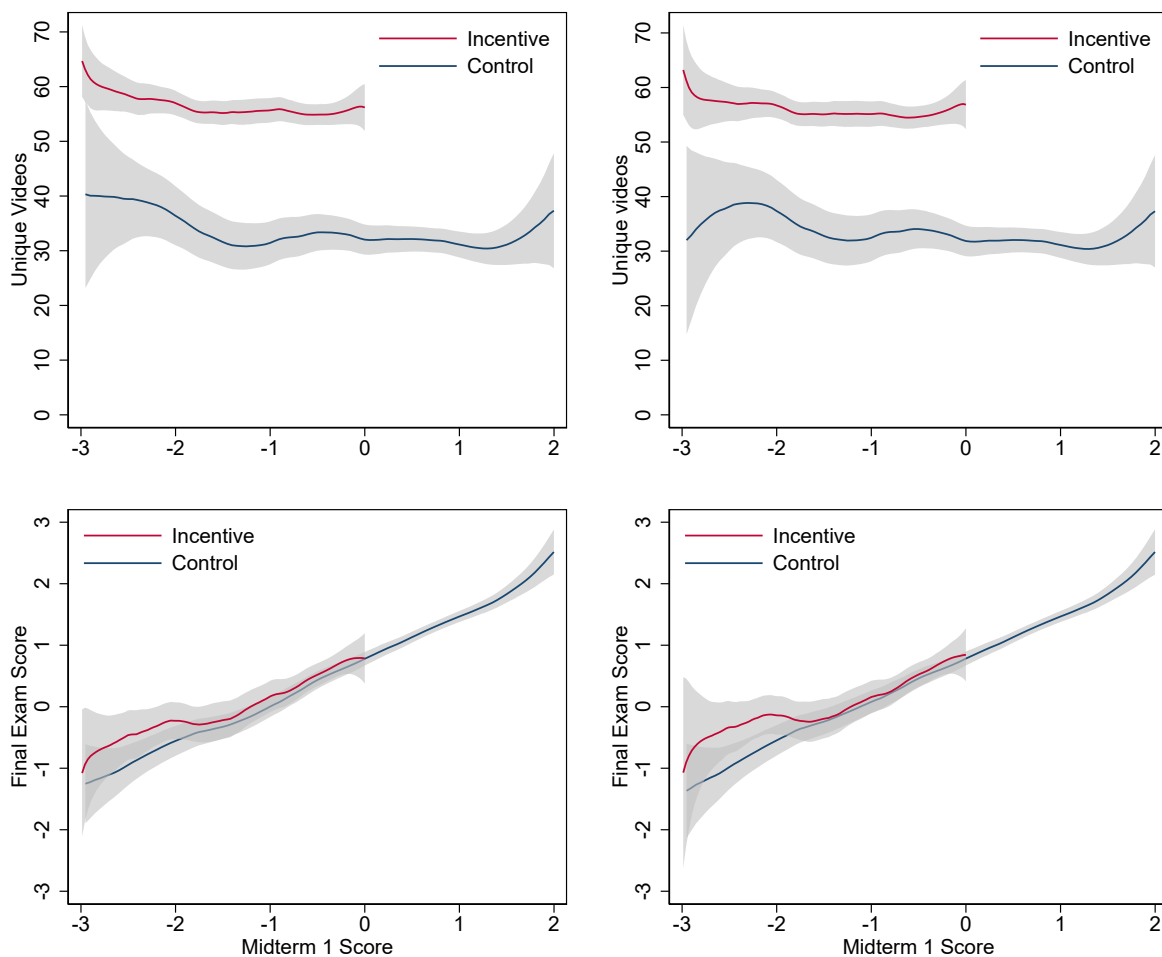 Unique Videos
70
60
50
40
30
20
10
0
Incentive
Control
-3 -2 -1 0 1 2
Unique videos
70
60
50
40
30
20
10
0
Incentive
Control
-3 -2 -1 0 1 2
Final Exam Score
3
2
1
0
-1
-2
-3
Incentive
Control
-3 -2 -1 0 1 2
Midterm 1 Score
Final Exam Score
3
2
1
0
-1
-2
-3
Incentive
Control
-3 -2 -1 0 1 2
Midterm 1 Score